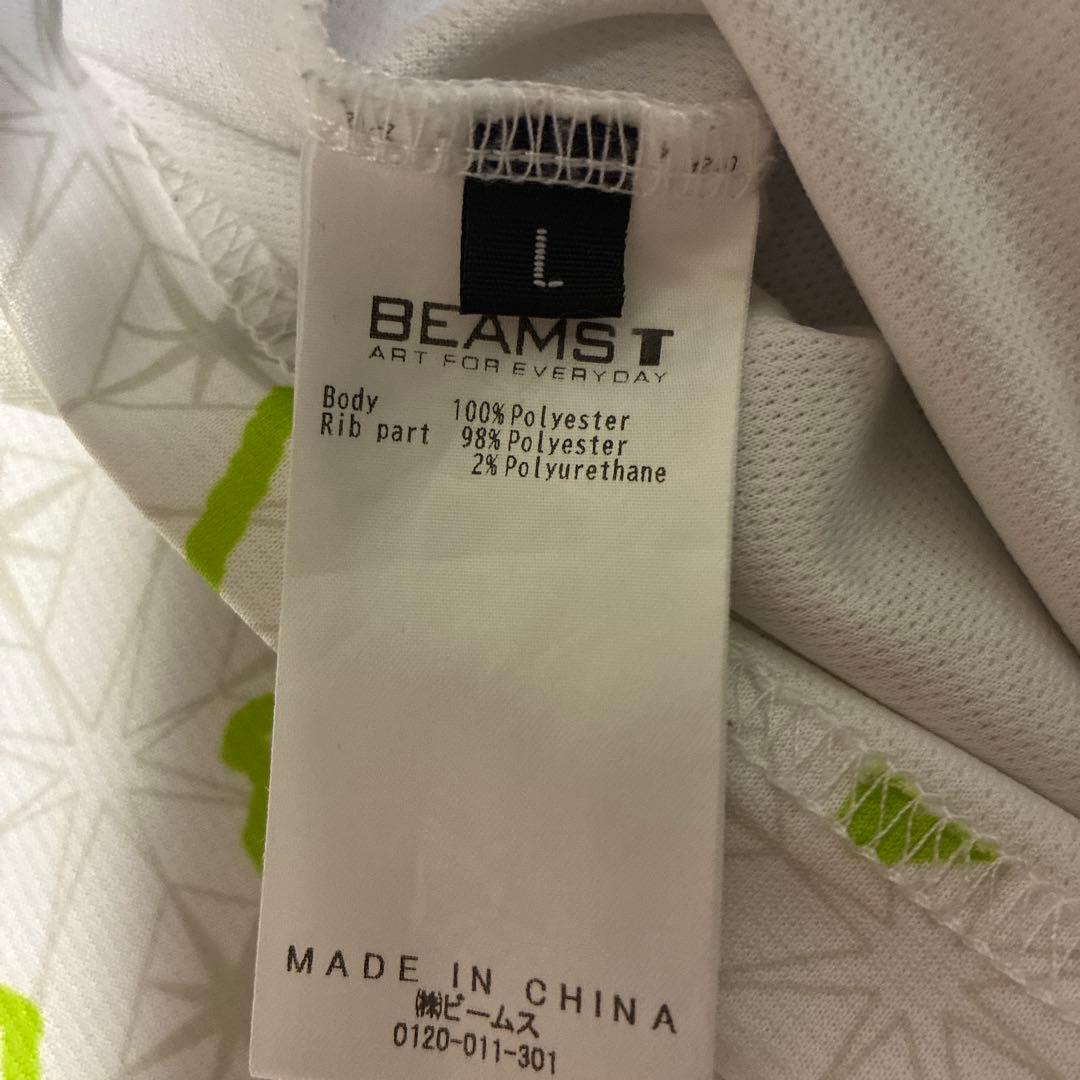 L
BEAMS T
ART FOR EVERYDAY
Body 100%Polyester
Rib part 98%Polyester
2%Polyurethane
MADE IN CHINA
㈱ビームス
0120-011-301